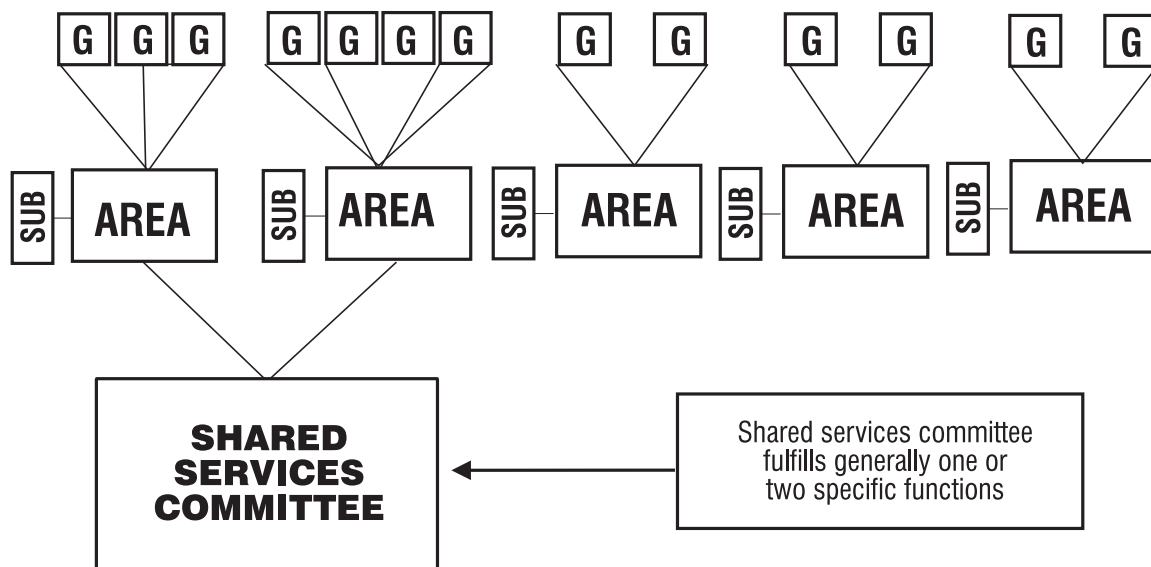 G G G G G G G G G G G G G
SUB AREA SUB AREA SUB AREA SUB AREA SUB AREA
SHARED
SERVICES
COMMITTEE
Shared services committee
fulfills generally one or
two specific functions